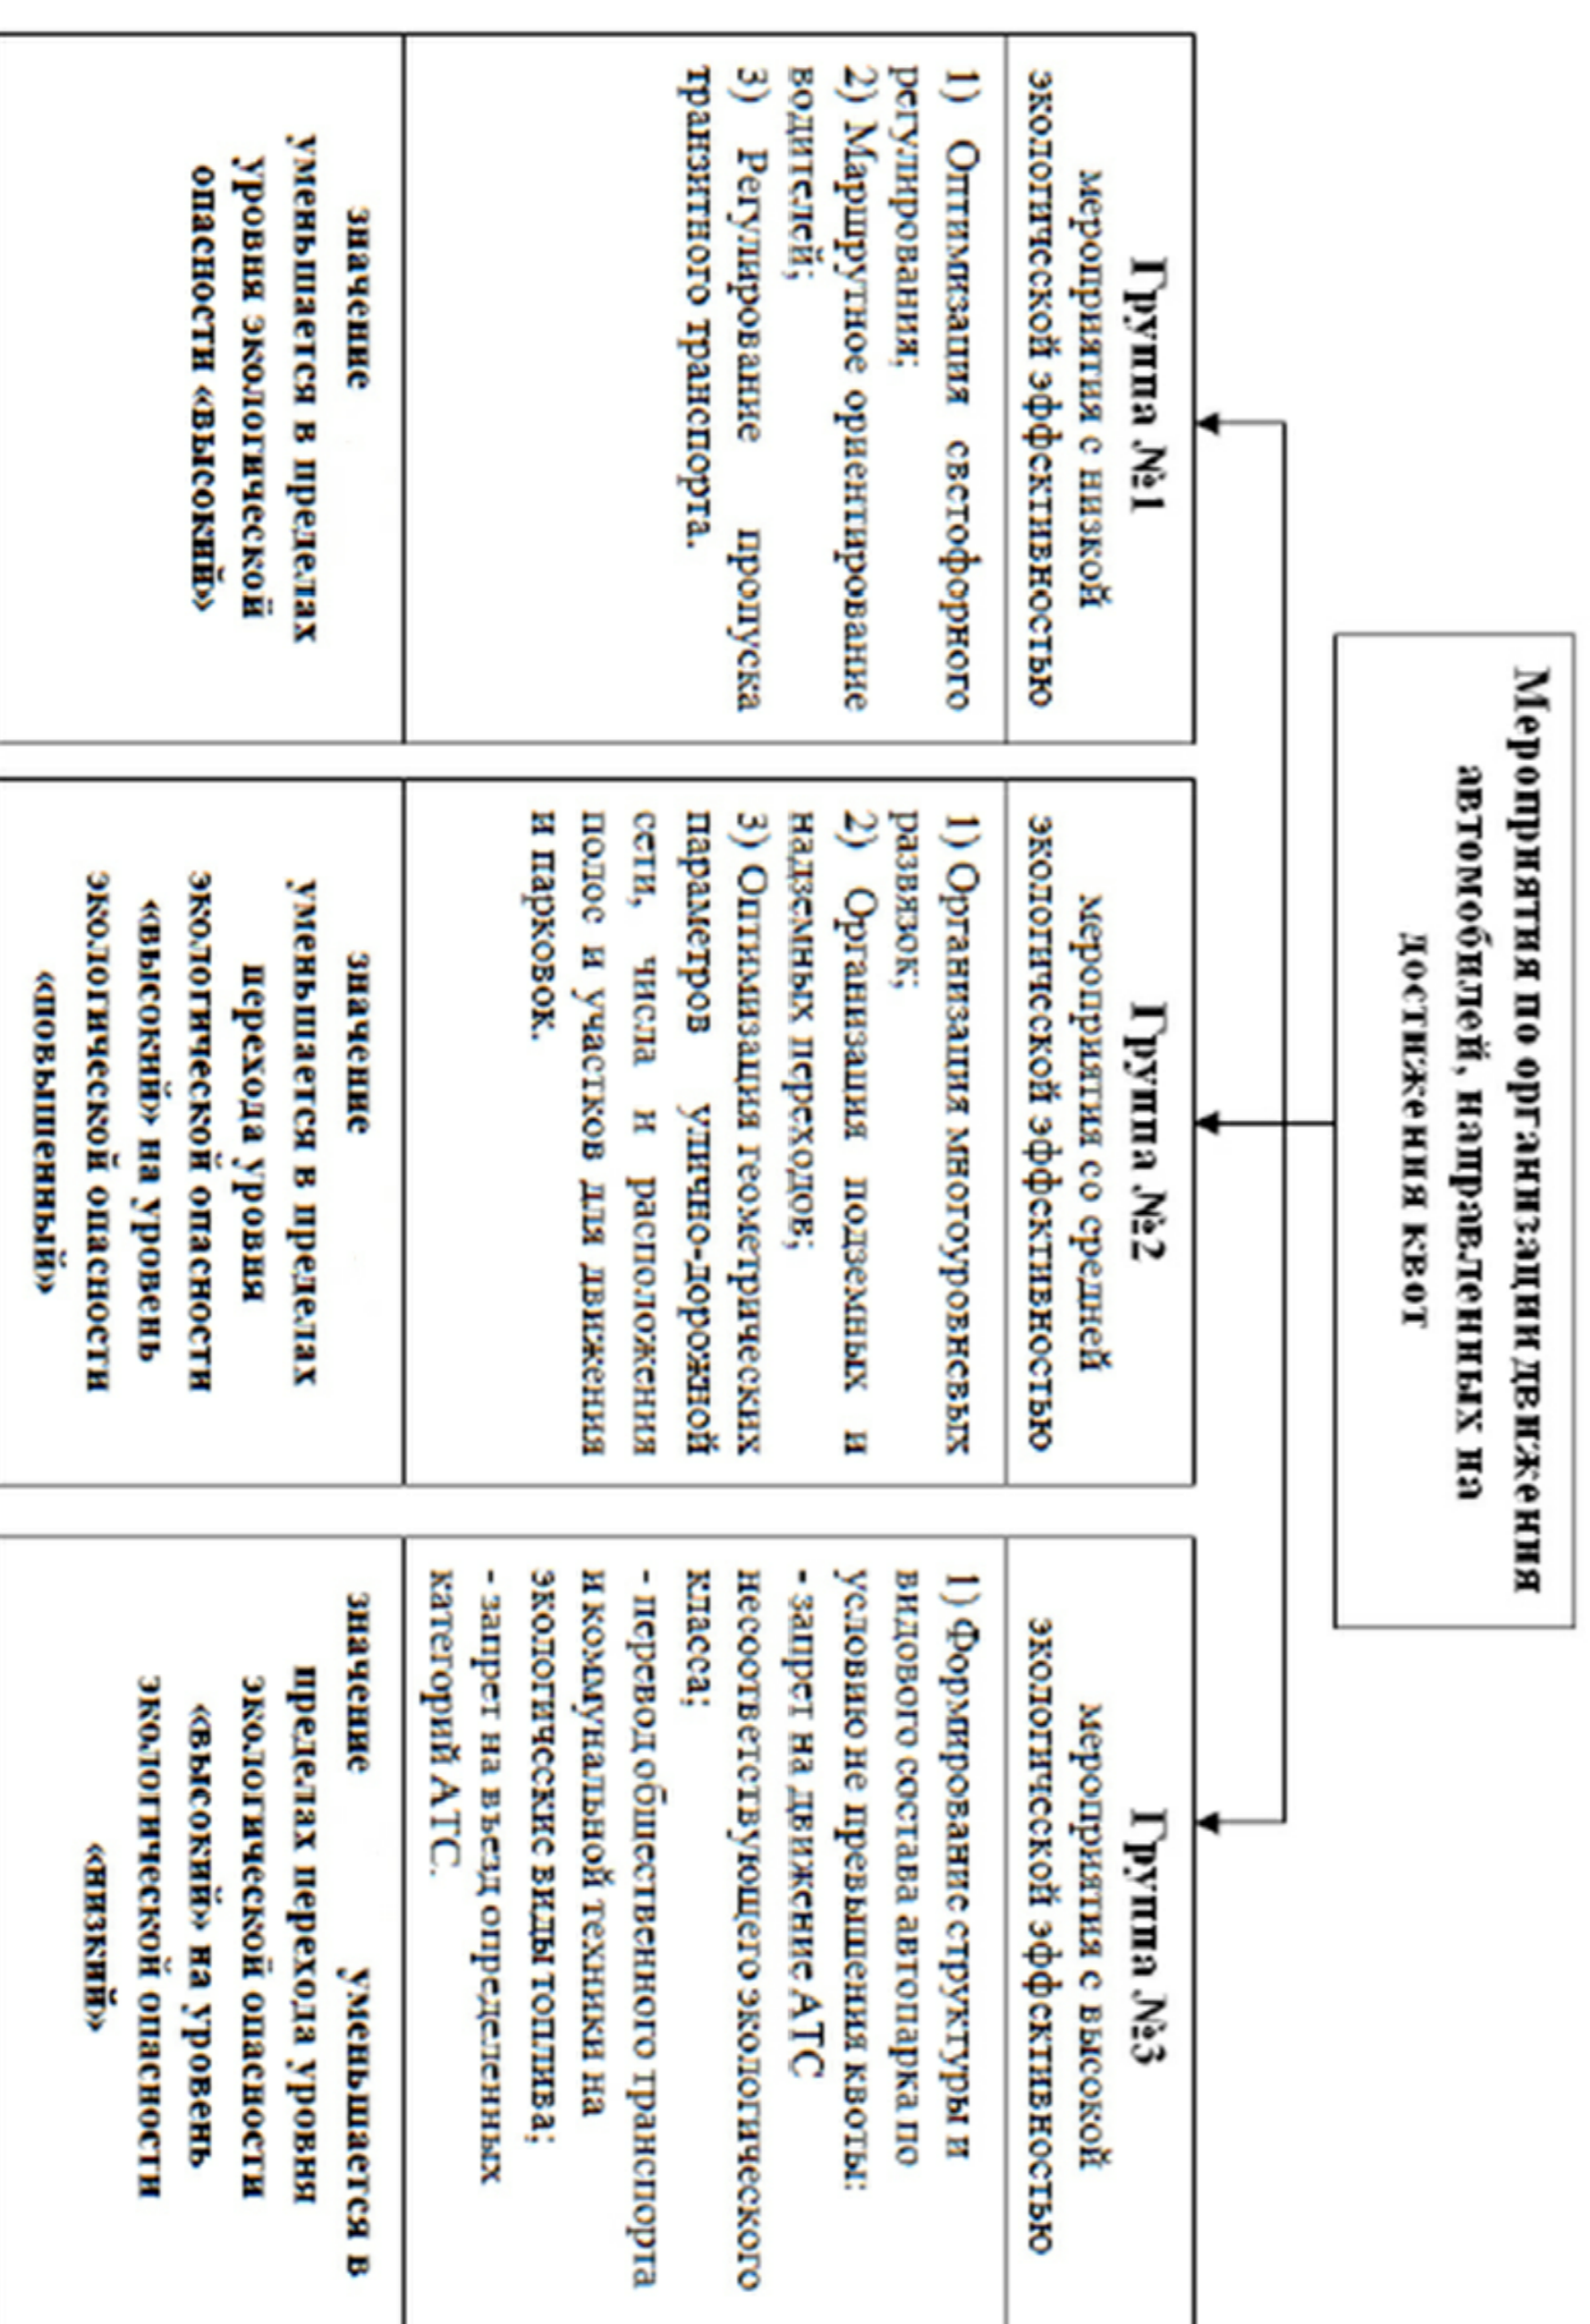 Мероприятия по организации движения
автомобилей, направленных на
достижения квот
Группа №1
мероприятия с низкой
экологической эффективностью
1) Оптимизация светофорного
регулирования;
2) Маршрутное ориентирование
водителей;
3) Регулирование пропуска
транзитного транспорта.
значение
уменьшается в пределах
уровня экологической
опасности «высокий»
Группа №2
мероприятия со средней
экологической эффективностью
1) Организация многоуровневых
развязок;
2) Организация подземных и
надземных переходов;
3) Оптимизация геометрических
параметров улично-дорожной
сети, числа и расположения
полос и участков для движения
и парковок.
значение
уменьшается в пределах
перехода уровня
экологической опасности
«высокий» на уровень
экологической опасности
«повышенный»
Группа №3
мероприятия с высокой
экологической эффективностью
1) Формирование структуры и
видового состава автопарка по
условию не превышения квоты:
- запрет на движение АТС
несоответствующего экологического
класса;
- перевод общественного транспорта
и коммунальной техники на
экологические виды топлива;
- запрет на въезд определенных
категорий АТС.
значение уменьшается в
пределах перехода уровня
экологической опасности
«высокий» на уровень
экологической опасности
«низкий»